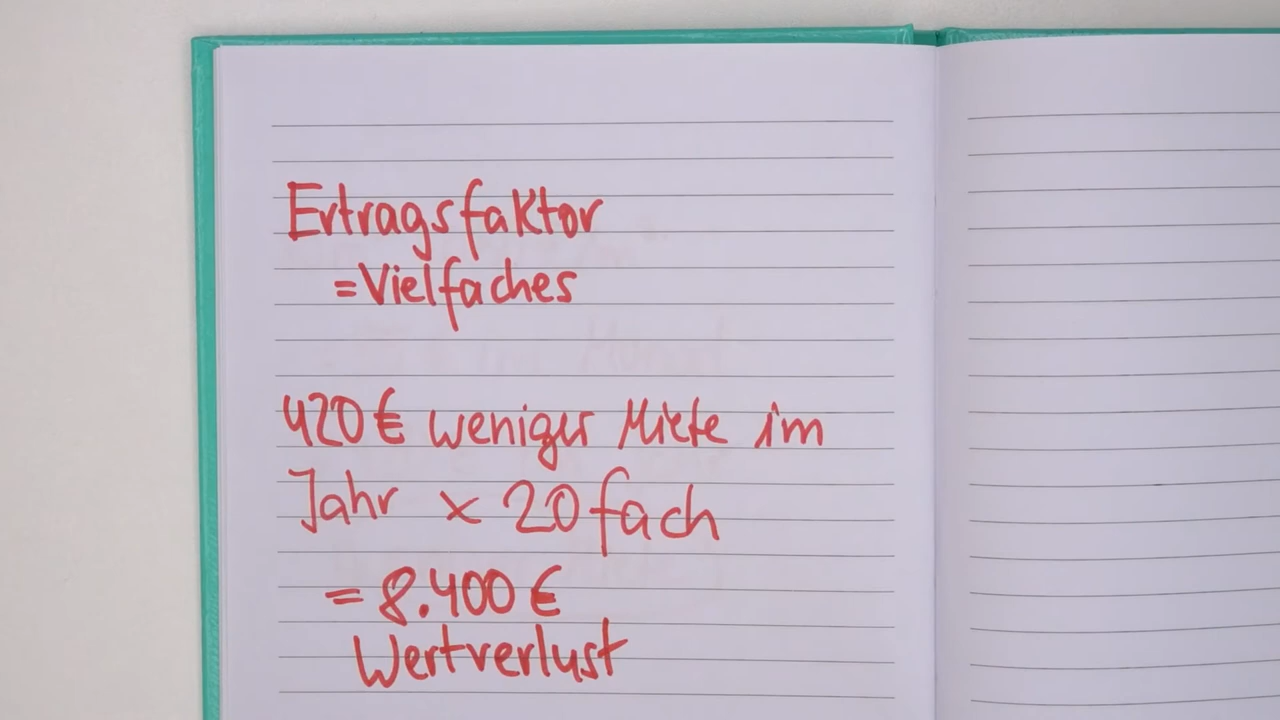 Ertragsfaktor
=Vielfaches
420€ weniger Miete im
Jahr x 20fach
= 8.400€
Wertverlust